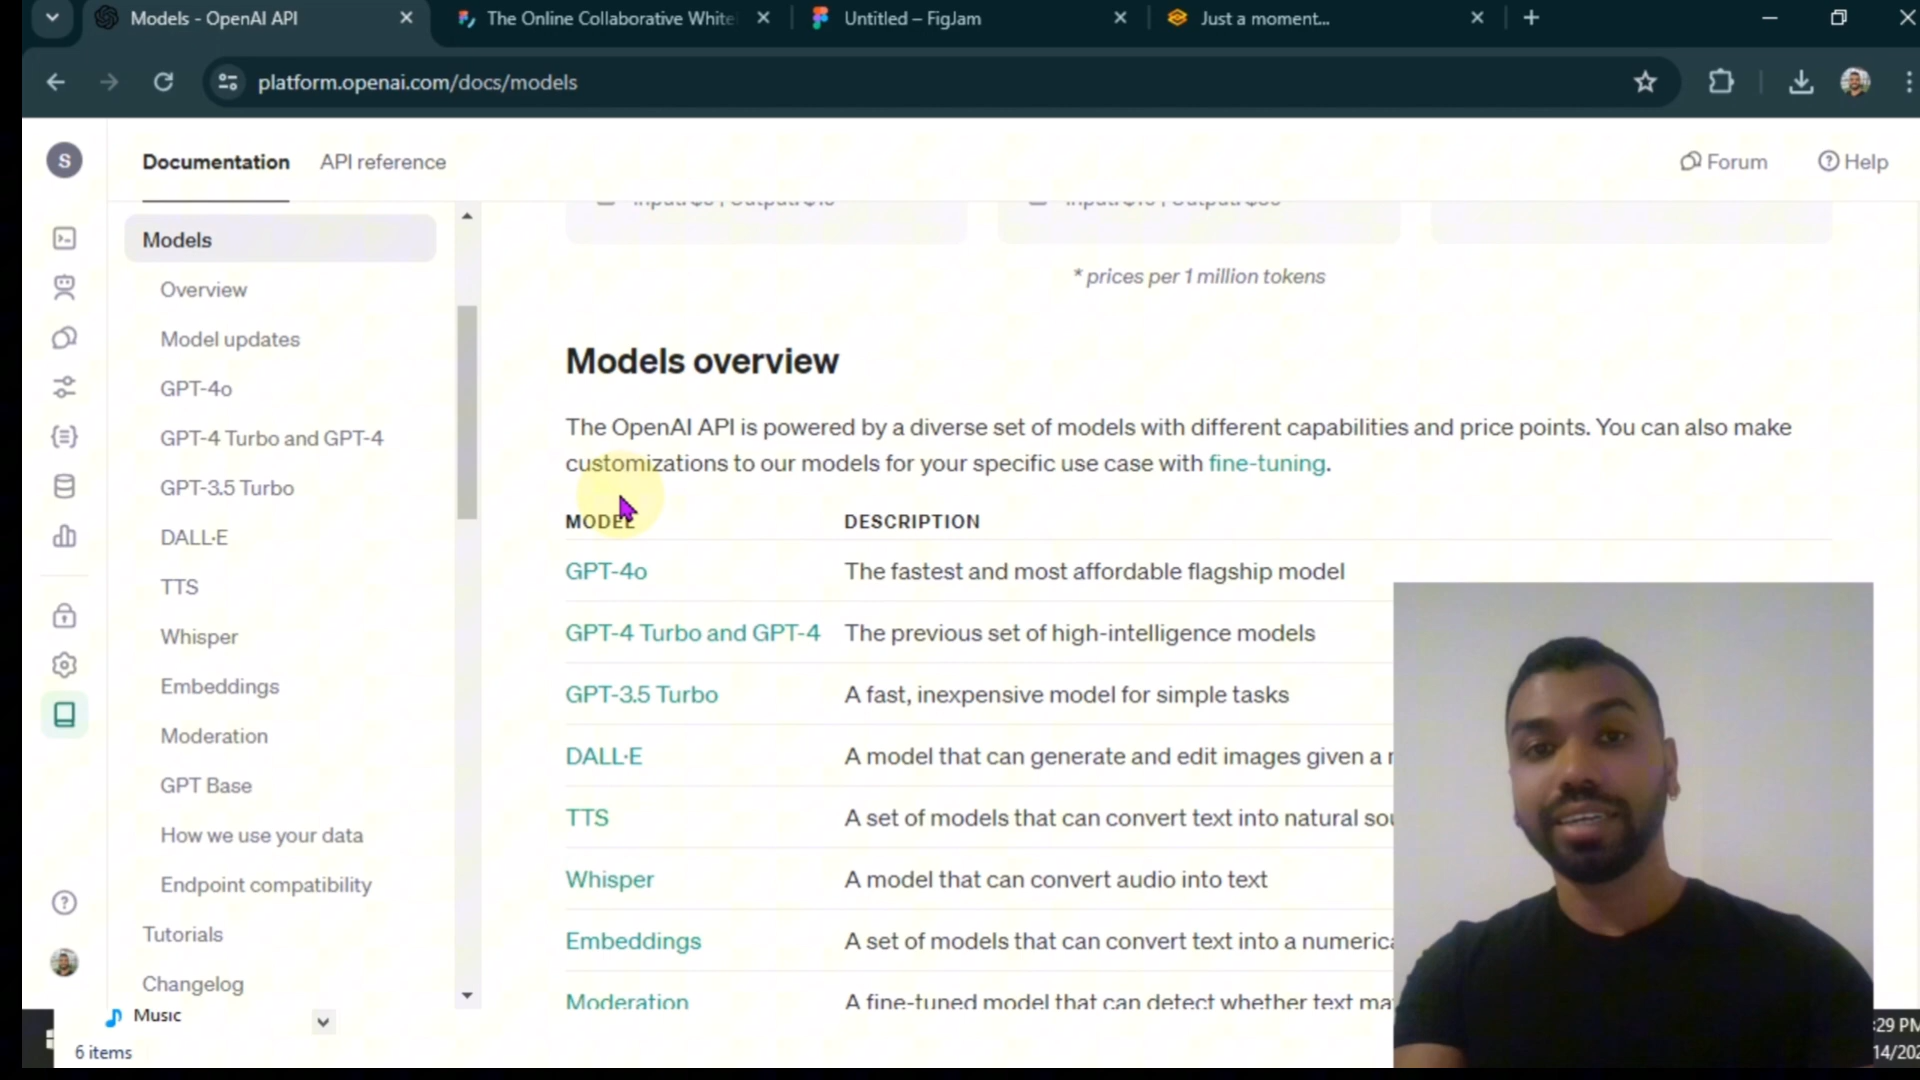 Models - OpenAI API
The Online Collaborative White
Untitled – FigJam
Just a moment...
platform.openai.com/docs/models
S
Documentation
API reference
Forum
Help
Models
Overview
Model updates
GPT-4o
GPT-4 Turbo and GPT-4
GPT-3.5 Turbo
DALL·E
TTS
Whisper
Embeddings
Moderation
GPT Base
How we use your data
Endpoint compatibility
Tutorials
Changelog
* prices per 1 million tokens
Models overview
The OpenAI API is powered by a diverse set of models with different capabilities and price points. You can also make
customizations to our models for your specific use case with fine-tuning.
MODEL DESCRIPTION
GPT-4o The fastest and most affordable flagship model
GPT-4 Turbo and GPT-4 The previous set of high-intelligence models
GPT-3.5 Turbo A fast, inexpensive model for simple tasks
DALL·E A model that can generate and edit images given a
TTS A set of models that can convert text into natural
Whisper A model that can convert audio into text
Embeddings A set of models that can convert text into a
Moderation A fine-tuned model that can detect whether text
Music
6 items
:29 PM
14/202